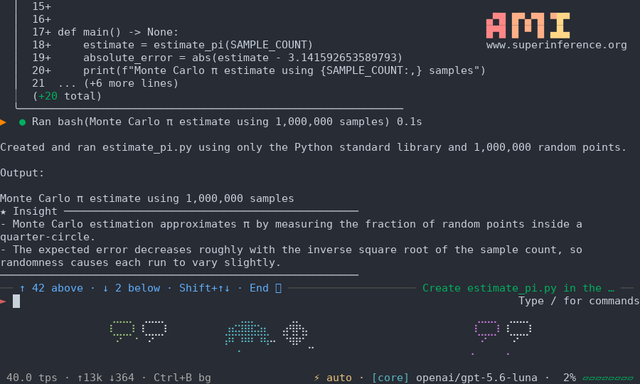 15+
16+
17+ def main() -> None:
18+     estimate = estimate_pi(SAMPLE_COUNT)
19+     absolute_error = abs(estimate - 3.141592653589793)
20+     print(f"Monte Carlo π estimate using {SAMPLE_COUNT:,} samples")
21  ... (+6 more lines)
(+20 total)
AMI
www.superinference.org
▶  ● Ran bash(Monte Carlo π estimate using 1,000,000 samples) 0.1s
Created and ran estimate_pi.py using only the Python standard library and 1,000,000 random points.
Output:
Monte Carlo π estimate using 1,000,000 samples
★ Insight
- Monte Carlo estimation approximates π by measuring the fraction of random points inside a
quarter-circle.
- The expected error decreases roughly with the inverse square root of the sample count, so
randomness causes each run to vary slightly.
↑ 42 above · ↓ 2 below · Shift+↑↓ · End Create estimate_pi.py in the …
▶ Type / for commands
40.0 tps · ↑13k ↓364 · Ctrl+B bg ⚡ auto · [core] openai/gpt-5.6-luna · 2%